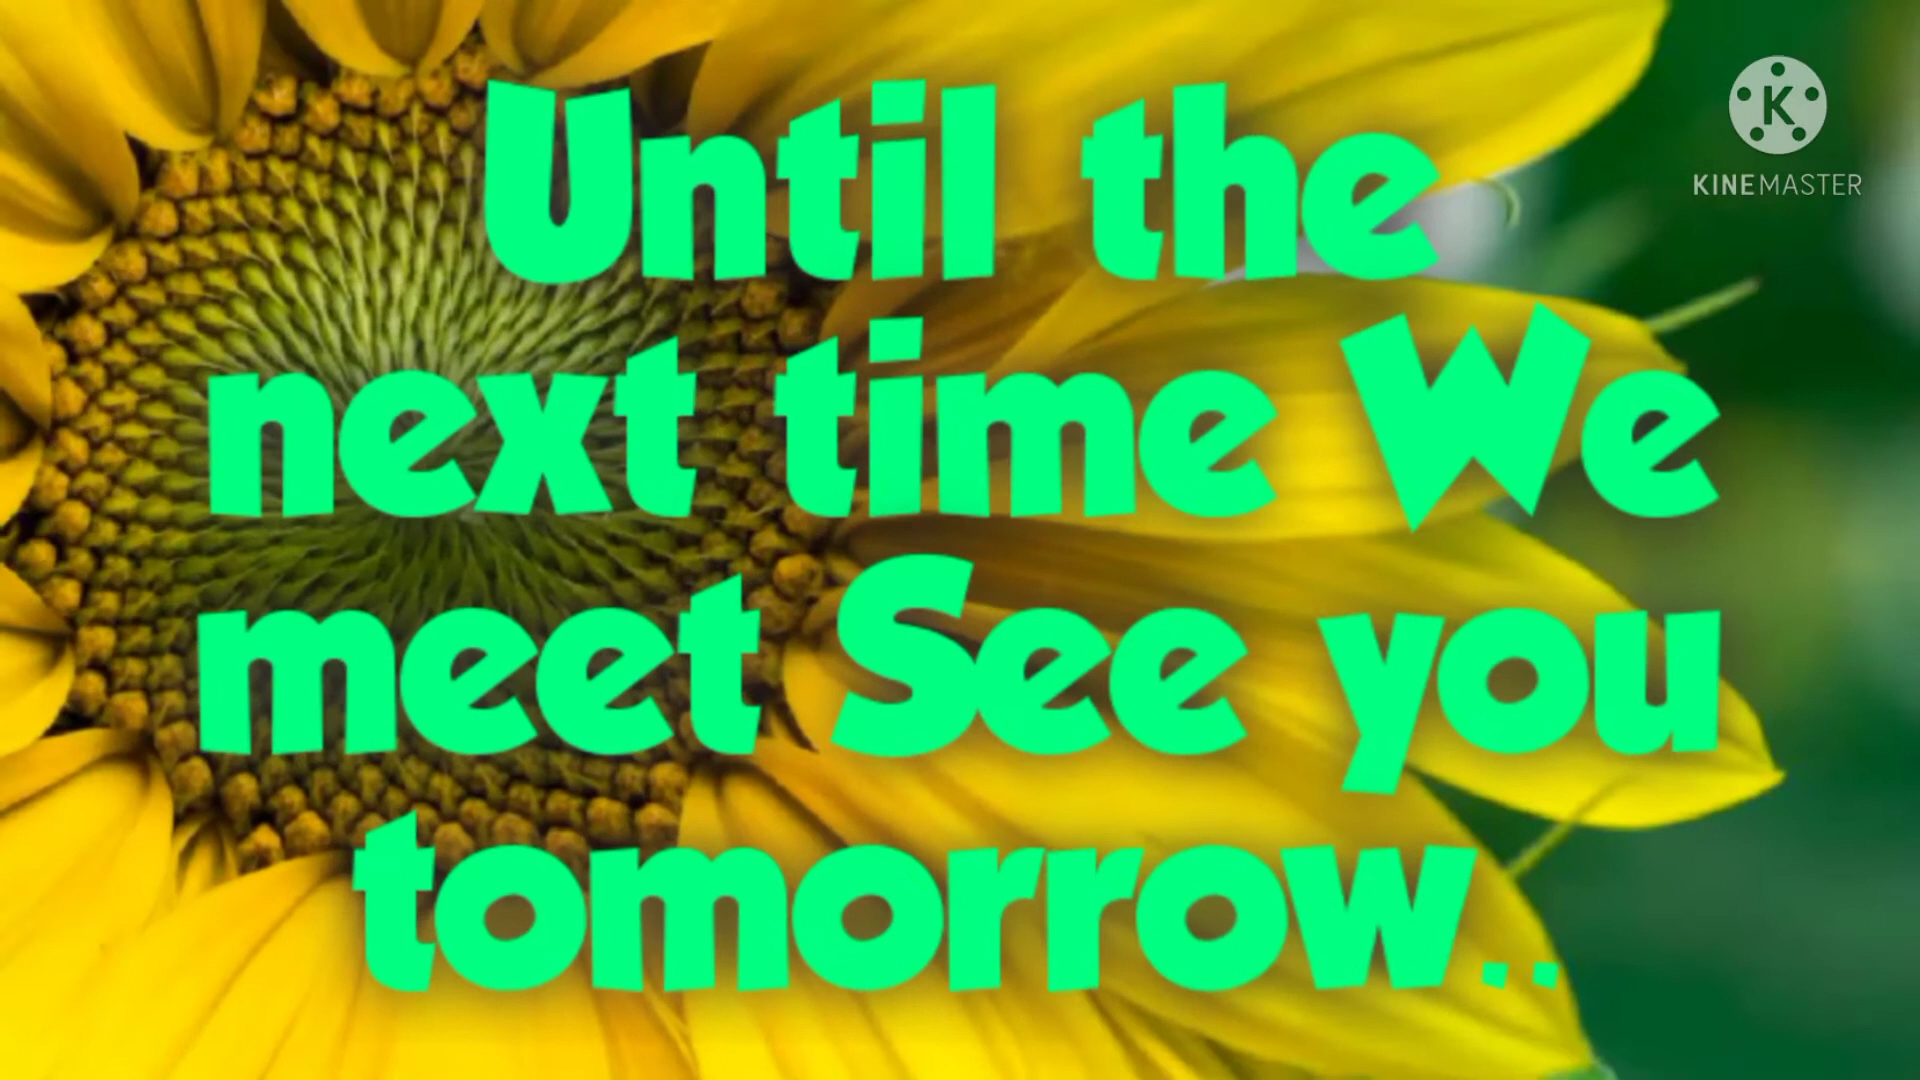 Until the
next time We
meet See you
tomorrow..
K
KINEMASTER